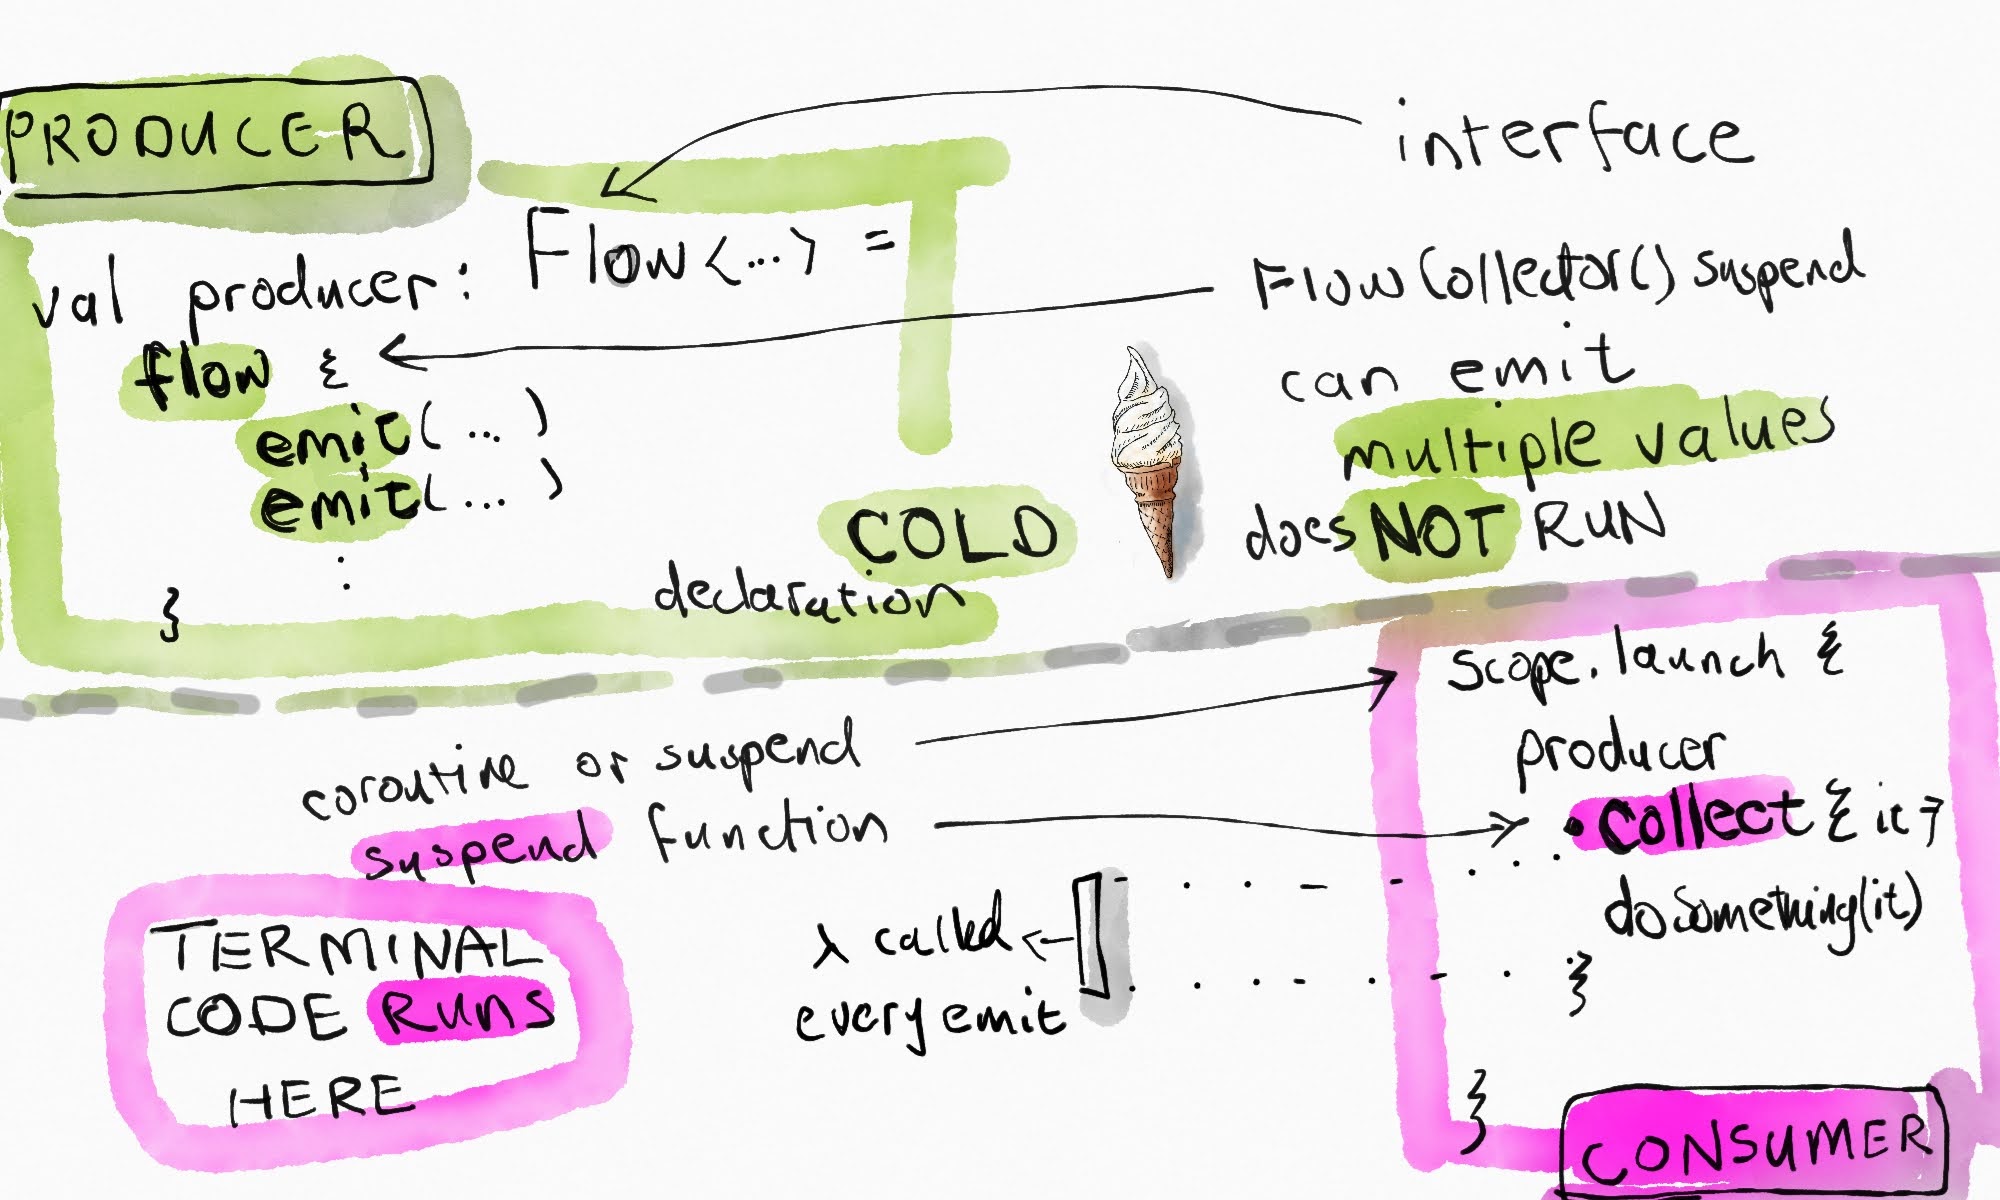 PRODUCER
interface
val producer: Flow<...> =
flow {
emit(...)
emit(...)
:
}
FlowCollector() suspend
can emit
multiple values
does NOT RUN
COLD
declaration
coroutine or suspend
suspend function
TERMINAL
CODE RUNS
HERE
λ called
every emit
scope.launch {
producer
.collect { it →
doSomething(it)
}
}
CONSUMER